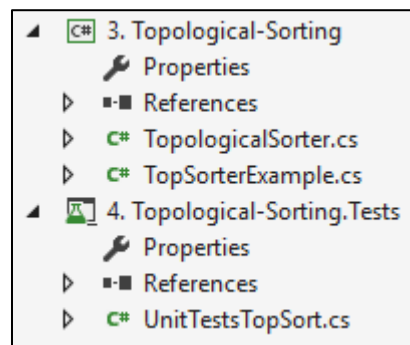 C# 3. Topological-Sorting
Properties
References
C# TopologicalSorter.cs
C# TopSorterExample.cs
4. Topological-Sorting.Tests
Properties
References
C# UnitTestsTopSort.cs